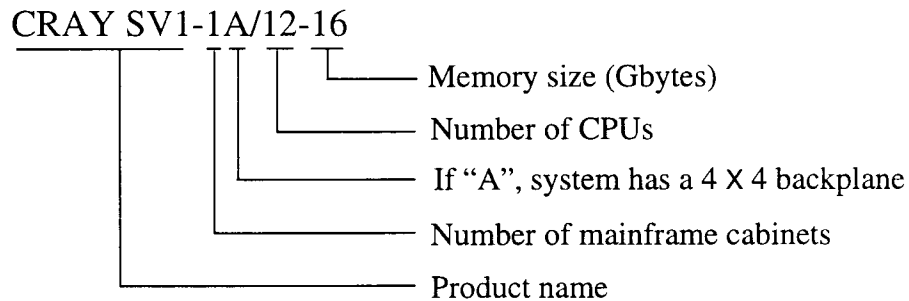 CRAY SV1-1A/12-16
Memory size (Gbytes)
Number of CPUs
If “A”, system has a 4 X 4 backplane
Number of mainframe cabinets
Product name